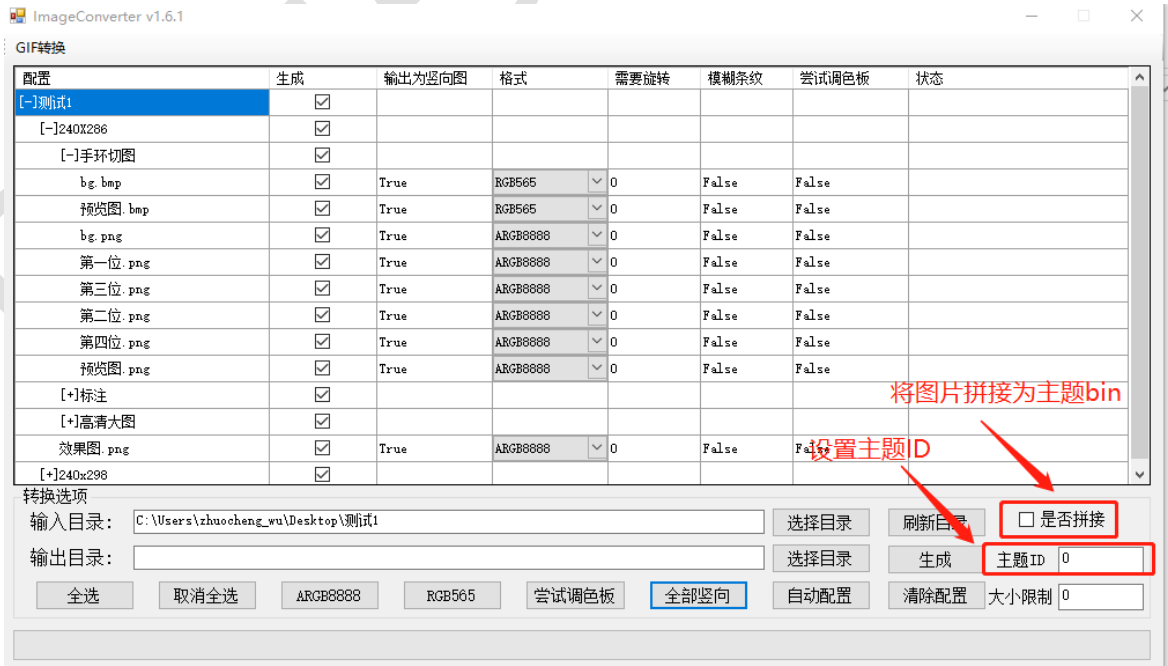 ImageConverter v1.6.1
GIF转换
配置 生成 输出为竖向图 格式 需要旋转 模糊条纹 尝试调色板 状态
[-]测试1
[-]240X286
[-]手环切图
bg.bmp True RGB565 0 False False
预览图.bmp True RGB565 0 False False
bg.png True ARGB8888 0 False False
第一位.png True ARGB8888 0 False False
第三位.png True ARGB8888 0 False False
第二位.png True ARGB8888 0 False False
第四位.png True ARGB8888 0 False False
预览图.png True ARGB8888 0 False False
[+]标注
将图片拼接为主题bin
[+]高清大图
效果图.png True ARGB8888 0 False False
设置主题ID
[+]240x298
转换选项
输入目录: C:\Users\zhuocheng_wu\Desktop\测试1 选择目录 刷新目录 是否拼接
输出目录: 选择目录 生成 主题ID 0
全选 取消全选 ARGB8888 RGB565 尝试调色板 全部竖向 自动配置 清除配置 大小限制 0